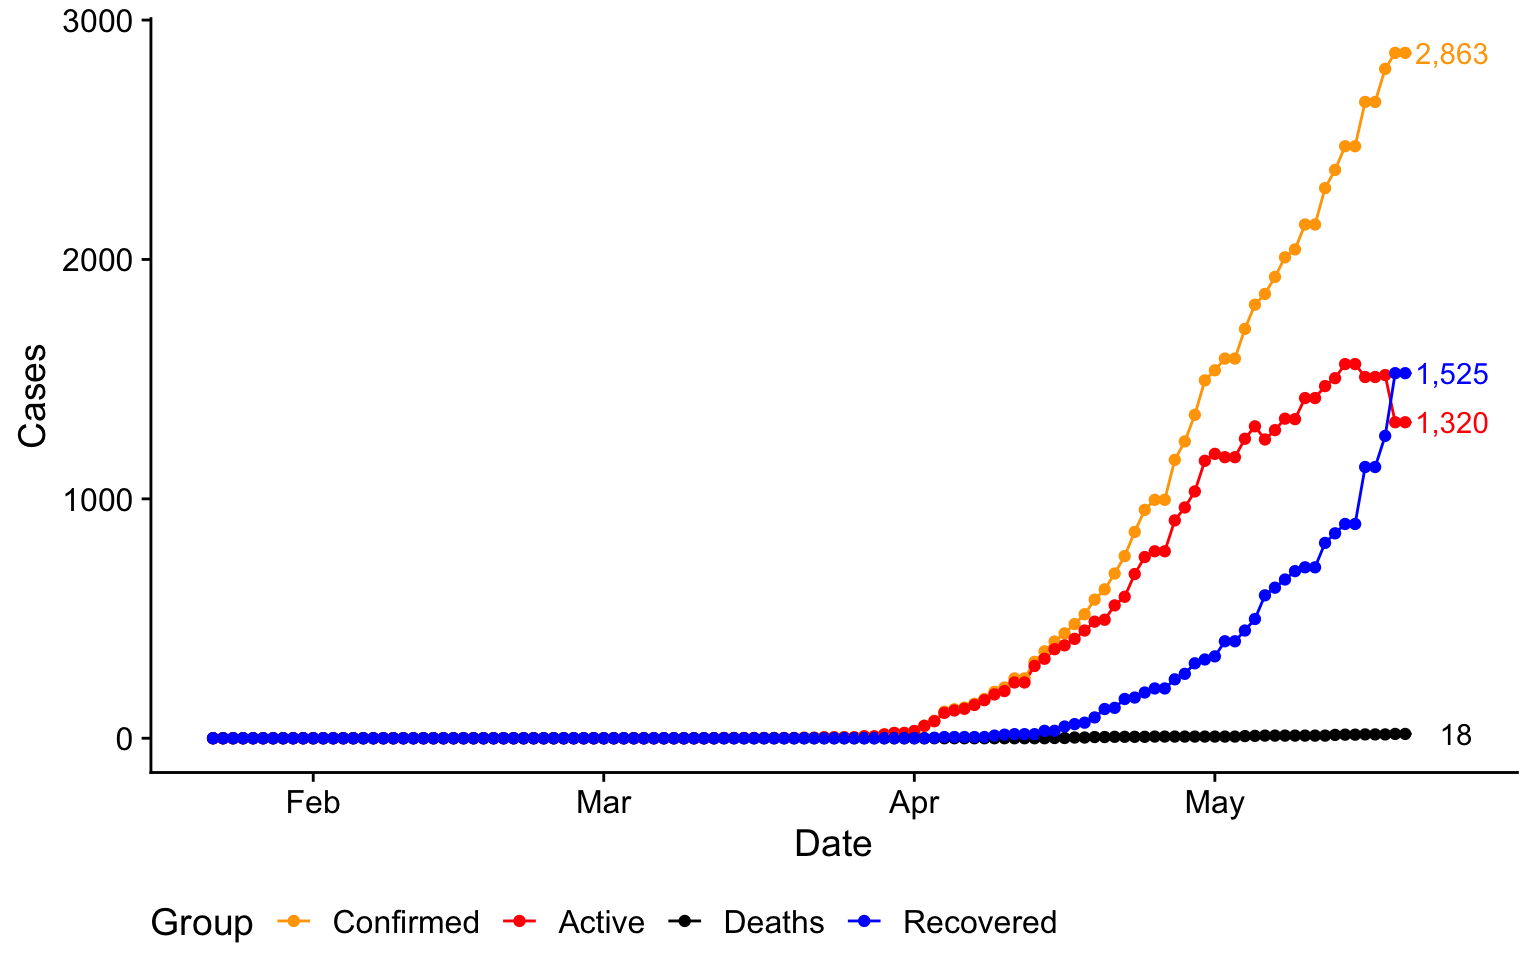 3000
2,863
2000
Cases
1,525
1,320
1000
0
18
Feb Mar Apr May
Date
Group Confirmed Active Deaths Recovered